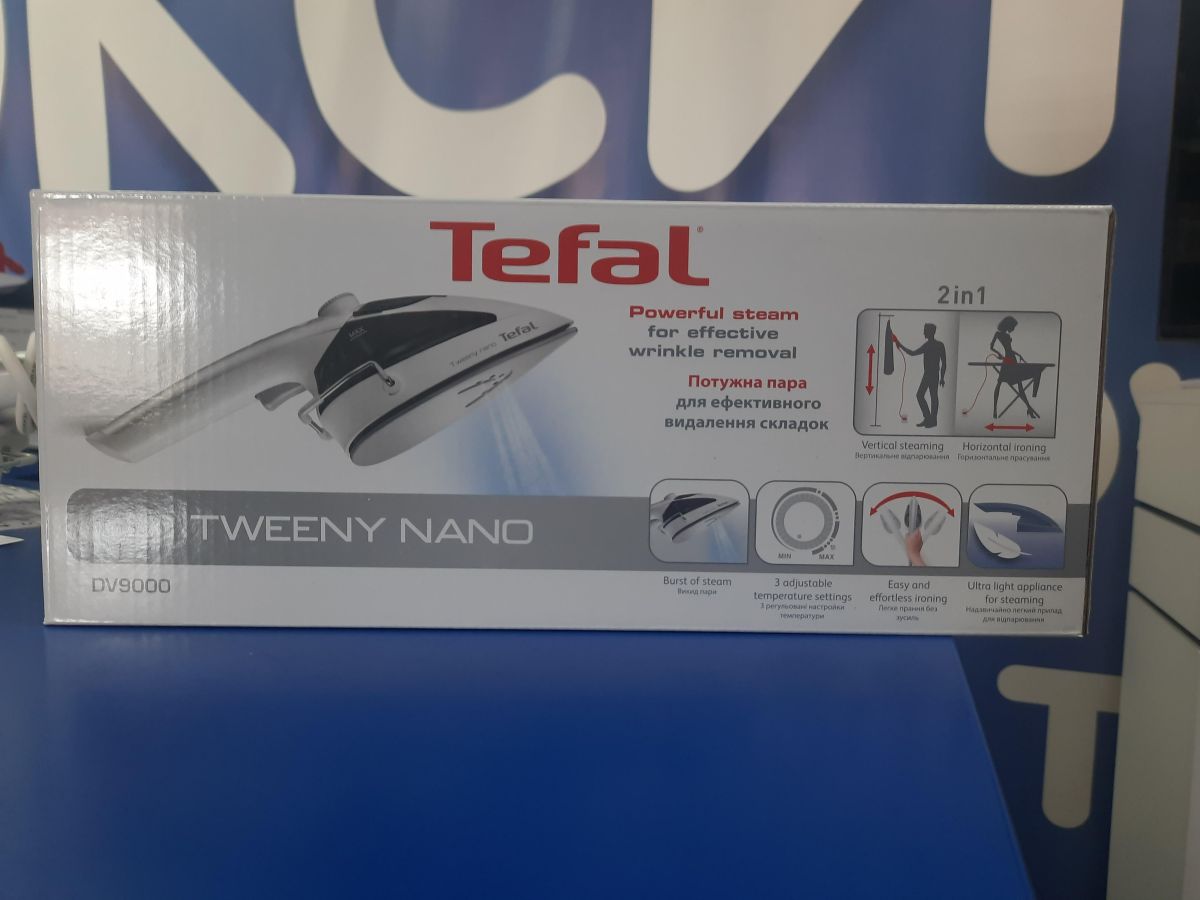 КСИ
Tefal®
Powerful steam
for effective
wrinkle removal
Потужна пара
для ефективного
видалення складок
2in1
Vertical steaming
Вертикальне відпарювання
Horizontal ironing
Горизонтальне прасування
MAX
Tweeny nano Tefal
TWEENY NANO
DV9000
Burst of steam
Вихід пари
MIN MAX
3 adjustable
temperature settings
3 регульовані настройки
температури
Easy and
effortless ironing
Легке прання без
зусиль
Ultra light appliance
for steaming
Надзвичайно легкий прилад
для відпарювання